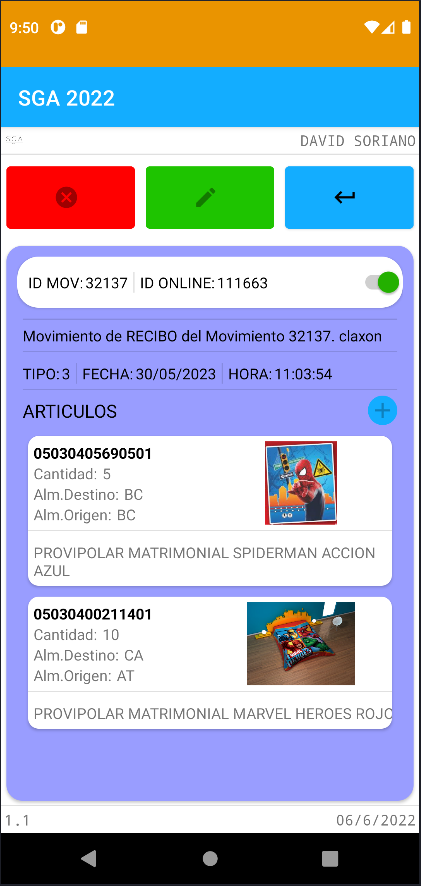 9:50
SGA 2022
SGA
DAVID SORIANO
ID MOV: 32137 ID ONLINE: 111663
Movimiento de RECIBO del Movimiento 32137. claxon
TIPO: 3 FECHA: 30/05/2023 HORA: 11:03:54
ARTICULOS
05030405690501
Cantidad: 5
Alm.Destino: BC
Alm.Origen: BC
PROVIPOLAR MATRIMONIAL SPIDERMAN ACCION
AZUL
05030400211401
Cantidad: 10
Alm.Destino: CA
Alm.Origen: AT
PROVIPOLAR MATRIMONIAL MARVEL HEROES ROJO
1.1
06/6/2022